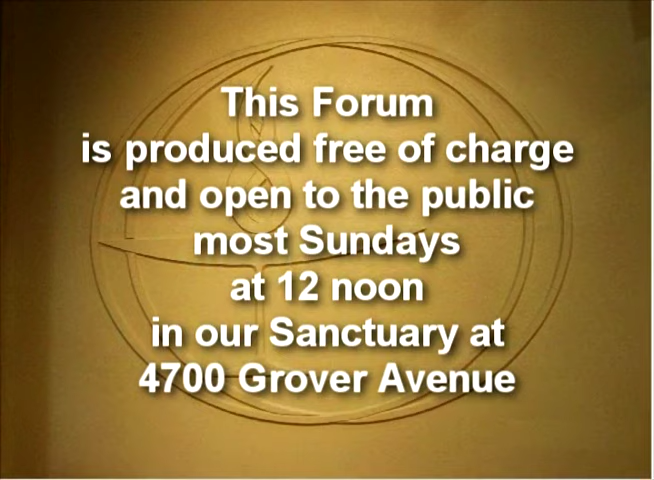 This Forum
is produced free of charge
and open to the public
most Sundays
at 12 noon
in our Sanctuary at
4700 Grover Avenue